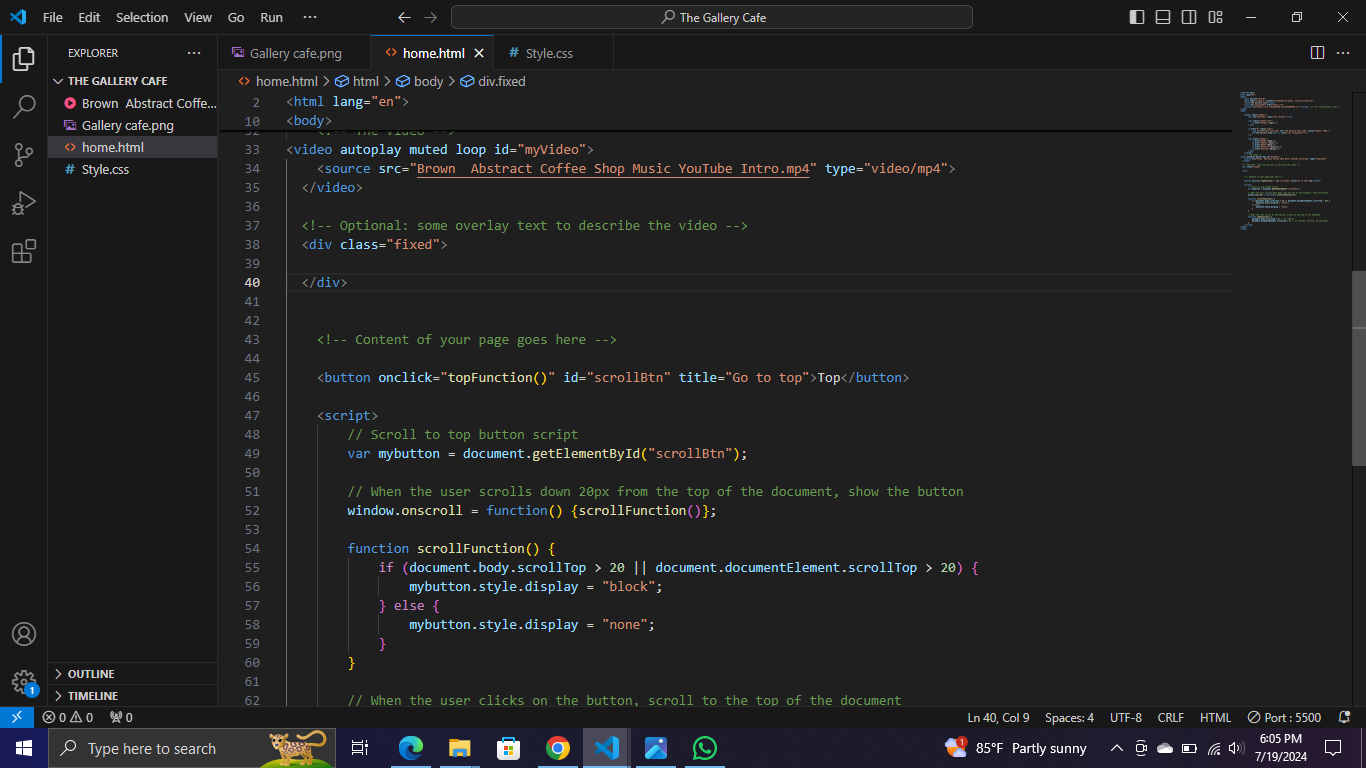 File Edit Selection View Go Run ··· The Gallery Cafe
EXPLORER ···
THE GALLERY CAFE
Brown  Abstract Coffe...
Gallery cafe.png
home.html
Style.css
OUTLINE
TIMELINE
Gallery cafe.png home.html Style.css
home.html > html > body > div.fixed
2 <html lang="en">
10 <body>
32 <!-- The video -->
33 <video autoplay muted loop id="myVideo">
34 <source src="Brown  Abstract Coffee Shop Music YouTube Intro.mp4" type="video/mp4">
35 </video>
36
37 <!-- Optional: some overlay text to describe the video -->
38 <div class="fixed">
39
40 </div>
41
42
43 <!-- Content of your page goes here -->
44
45 <button onclick="topFunction()" id="scrollBtn" title="Go to top">Top</button>
46
47 <script>
48 // Scroll to top button script
49 var mybutton = document.getElementById("scrollBtn");
50
51 // When the user scrolls down 20px from the top of the document, show the button
52 window.onscroll = function() {scrollFunction()};
53
54 function scrollFunction() {
55 if (document.body.scrollTop > 20 || document.documentElement.scrollTop > 20) {
56 mybutton.style.display = "block";
57 } else {
58 mybutton.style.display = "none";
59 }
60 }
61
62 // When the user clicks on the button, scroll to the top of the document
1
0 0 0 Ln 40, Col 9 Spaces: 4 UTF-8 CRLF HTML Port : 5500
Type here to search 1 85°F Partly sunny 6:05 PM
7/19/2024